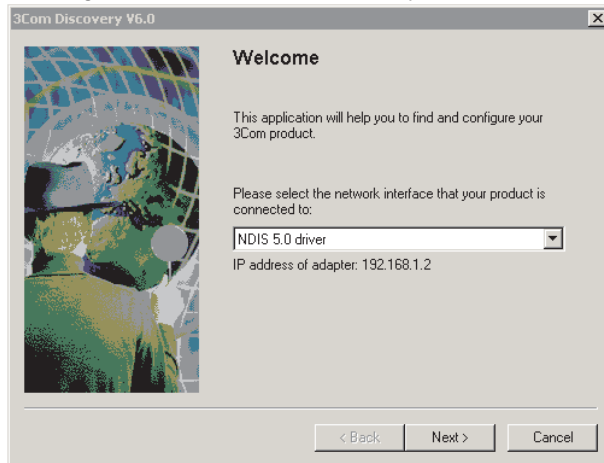 3Com Discovery V6.0
Welcome
This application will help you to find and configure your
3Com product.
Please select the network interface that your product is
connected to:
NDIS 5.0 driver
IP address of adapter: 192.168.1.2
< Back
Next >
Cancel